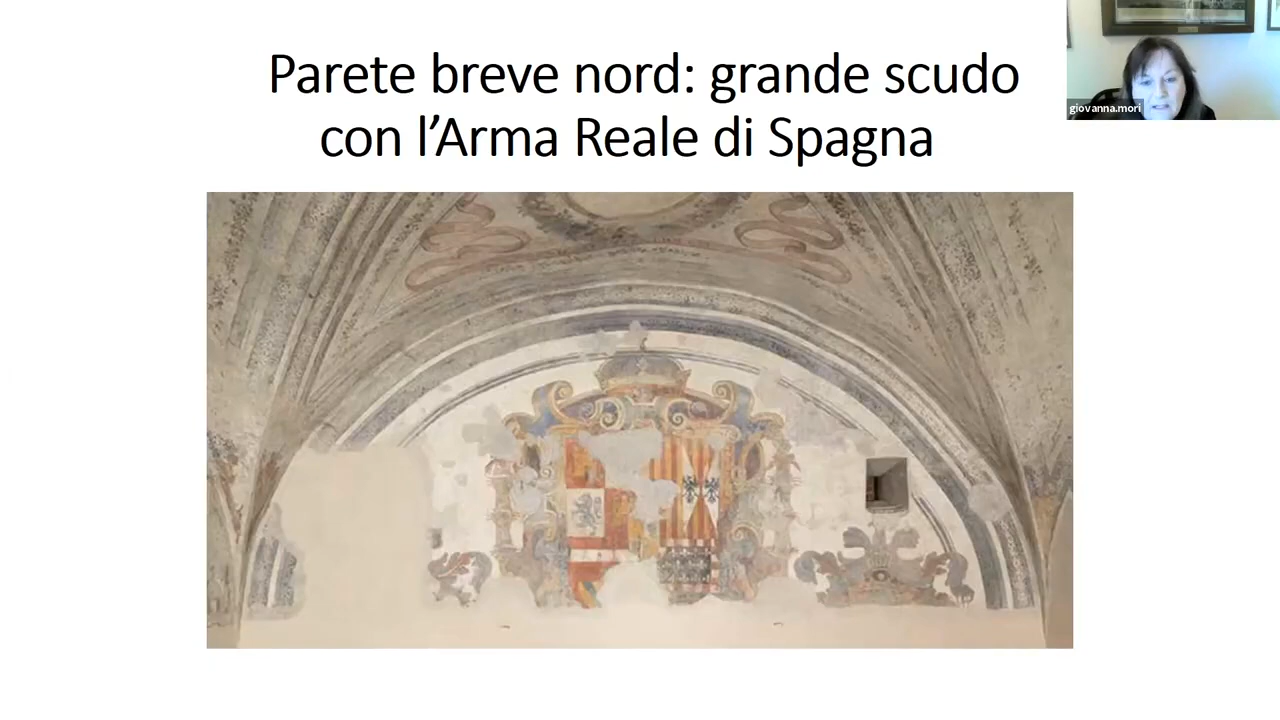 Parete breve nord: grande scudo
con l’Arma Reale di Spagna
giovanna.mori